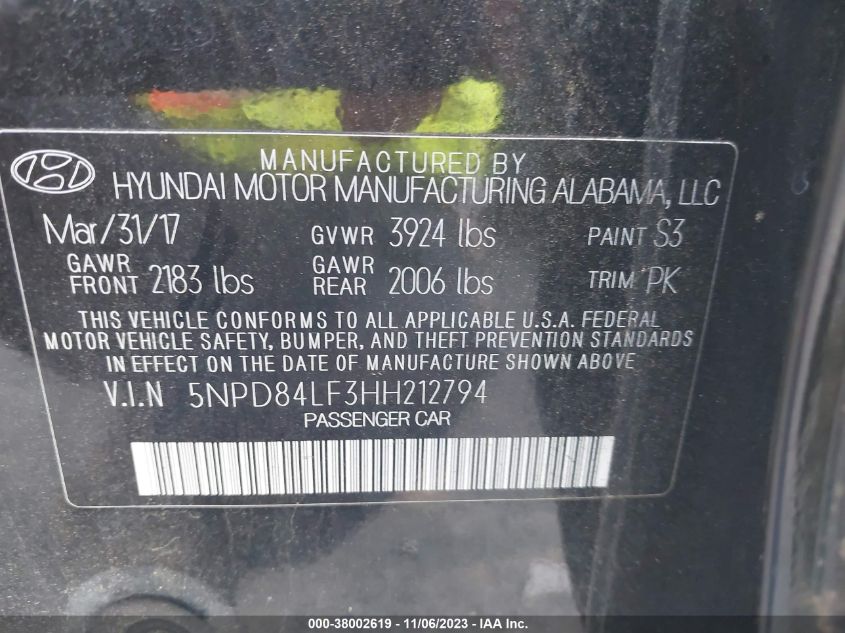 MANUFACTURED BY
HYUNDAI MOTOR MANUFACTURING ALABAMA, LLC
Mar/31/17 GVWR 3924 lbs PAINT S3
GAWR FRONT 2183 lbs GAWR REAR 2006 lbs TRIM PK
THIS VEHICLE CONFORMS TO ALL APPLICABLE U.S.A. FEDERAL
MOTOR VEHICLE SAFETY, BUMPER, AND THEFT PREVENTION STANDARDS
IN EFFECT ON THE DATE OF MANUFACTURE SHOWN ABOVE
V.I.N 5NPD84LF3HH212794
PASSENGER CAR
000-38002619 - 11/06/2023 - IAA Inc.